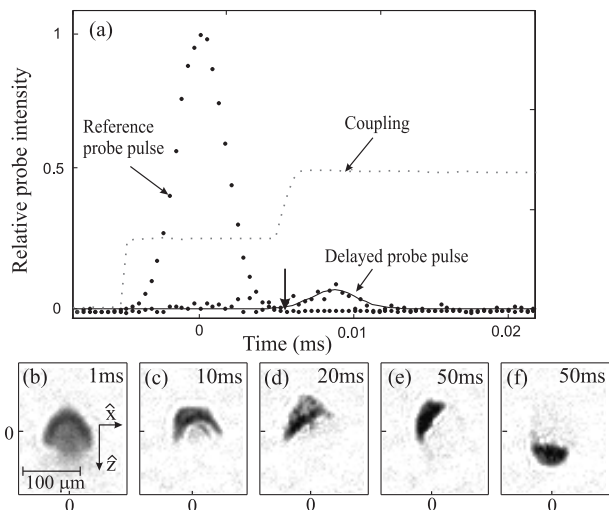 (a)
1
Relative probe intensity
Reference
probe pulse
Coupling
0.5
Delayed probe pulse
0
0
0.01
0.02
Time (ms)
(b) 1ms
(c) 10ms
(d) 20ms
(e) 50ms
(f) 50ms
x̂
0
ẑ
100 μm
0
0
0
0
0